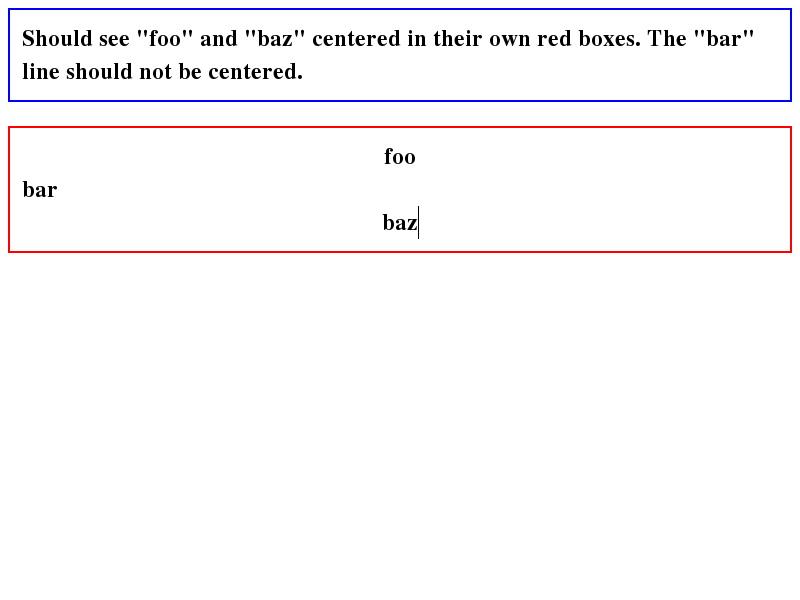 Should see "foo" and "baz" centered in their own red boxes. The "bar"
line should not be centered.
foo
bar
baz